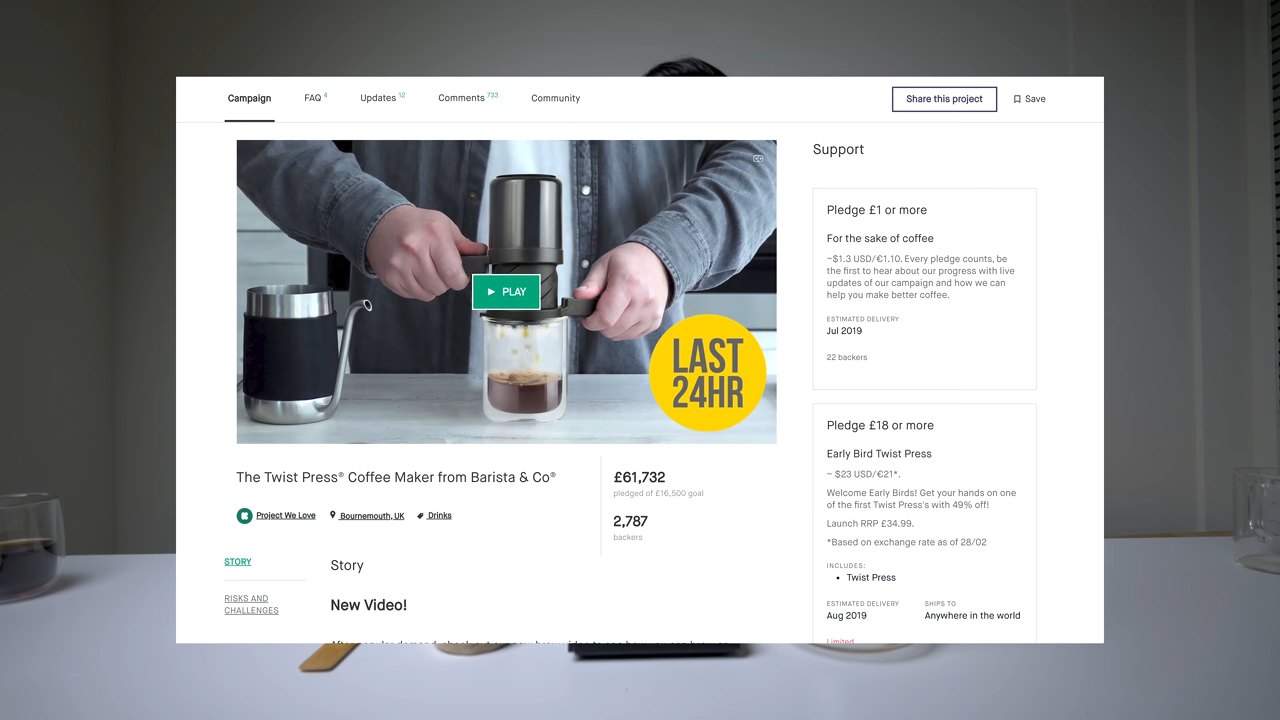 Campaign
FAQ 4
Updates 12
Comments 733
Community
Share this project
Save
PLAY
LAST
24HR
The Twist Press® Coffee Maker from Barista & Co®
Project We Love
Bournemouth, UK
Drinks
£61,732
pledged of £16,500 goal
2,787
backers
STORY
RISKS AND
CHALLENGES
Story
New Video!
Support
Pledge £1 or more
For the sake of coffee
~$1.3 USD/€1.10. Every pledge counts, be
the first to hear about our progress with live
updates of our campaign and how we can
help you make better coffee.
ESTIMATED DELIVERY
Jul 2019
22 backers
Pledge £18 or more
Early Bird Twist Press
~ $23 USD/€21*.
Welcome Early Birds! Get your hands on one
of the first Twist Press's with 49% off!
Launch RRP £34.99.
*Based on exchange rate as of 28/02
INCLUDES:
• Twist Press
ESTIMATED DELIVERY
Aug 2019
SHIPS TO
Anywhere in the world
Limited